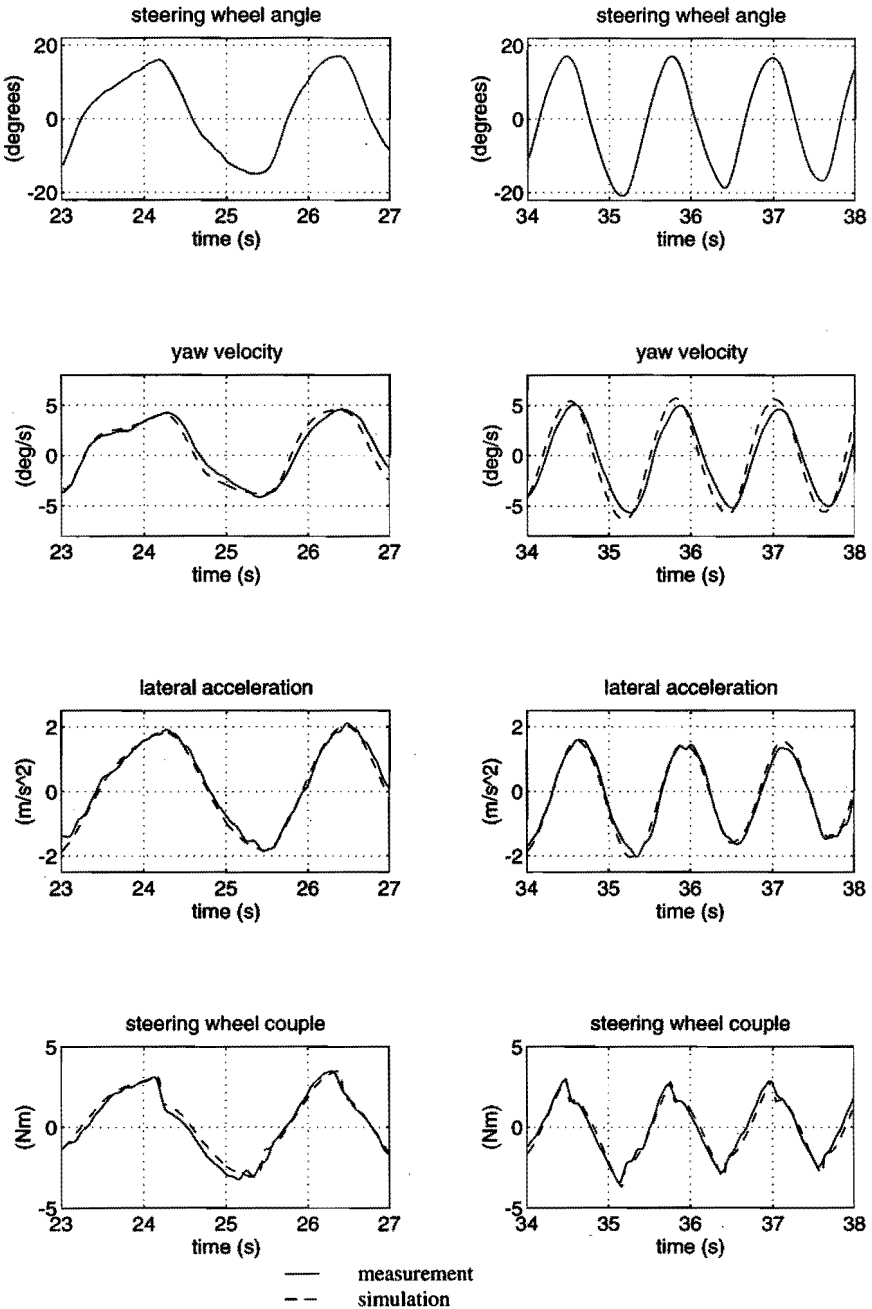 steering wheel angle
steering wheel angle
20
0
-20
(degrees)
23 24 25 26 27
time (s)
20
0
-20
(degrees)
34 35 36 37 38
time (s)
yaw velocity
yaw velocity
5
0
-5
(deg/s)
23 24 25 26 27
time (s)
5
0
-5
(deg/s)
34 35 36 37 38
time (s)
lateral acceleration
lateral acceleration
2
0
-2
(m/s^2)
23 24 25 26 27
time (s)
2
0
-2
(m/s^2)
34 35 36 37 38
time (s)
steering wheel couple
steering wheel couple
5
0
-5
(Nm)
23 24 25 26 27
time (s)
5
0
-5
(Nm)
34 35 36 37 38
time (s)
measurement
simulation